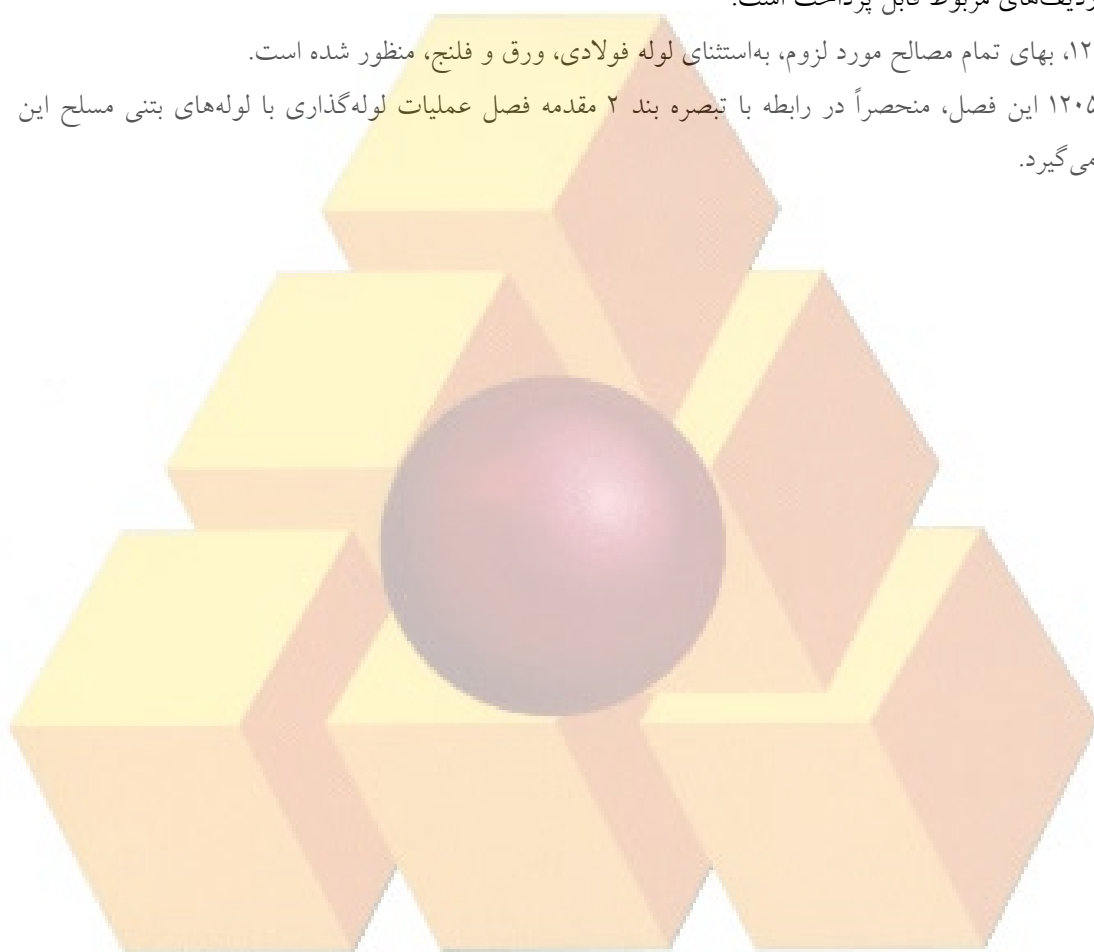 ردیف‌های مربوط قابل پرداخت است.
۱۲، بهای تمام مصالح مورد لزوم، به‌استثنای لوله فولادی، ورق و فلنج، منظور شده است.
۱۲۰۵ این فصل، منحصراً در رابطه با تبصره بند ۲ مقدمه فصل عملیات لوله‌گذاری با لوله‌های بتنی مسلح این
می‌گیرد.